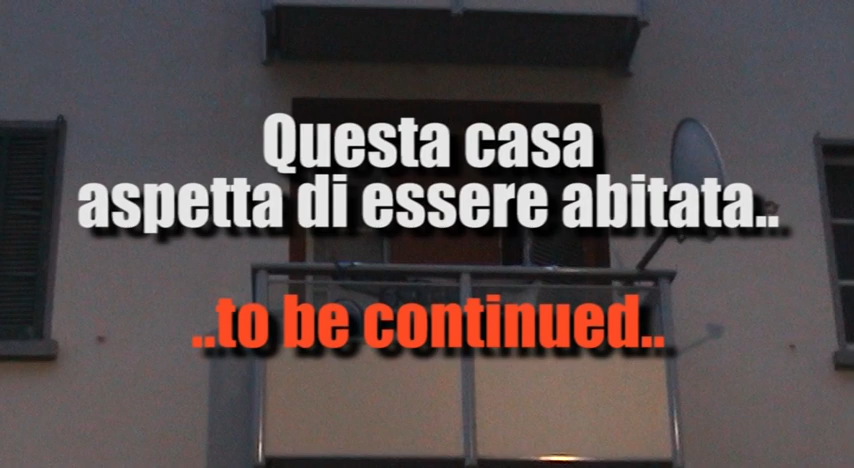 Questa casa
aspetta di essere abitata..
..to be continued..